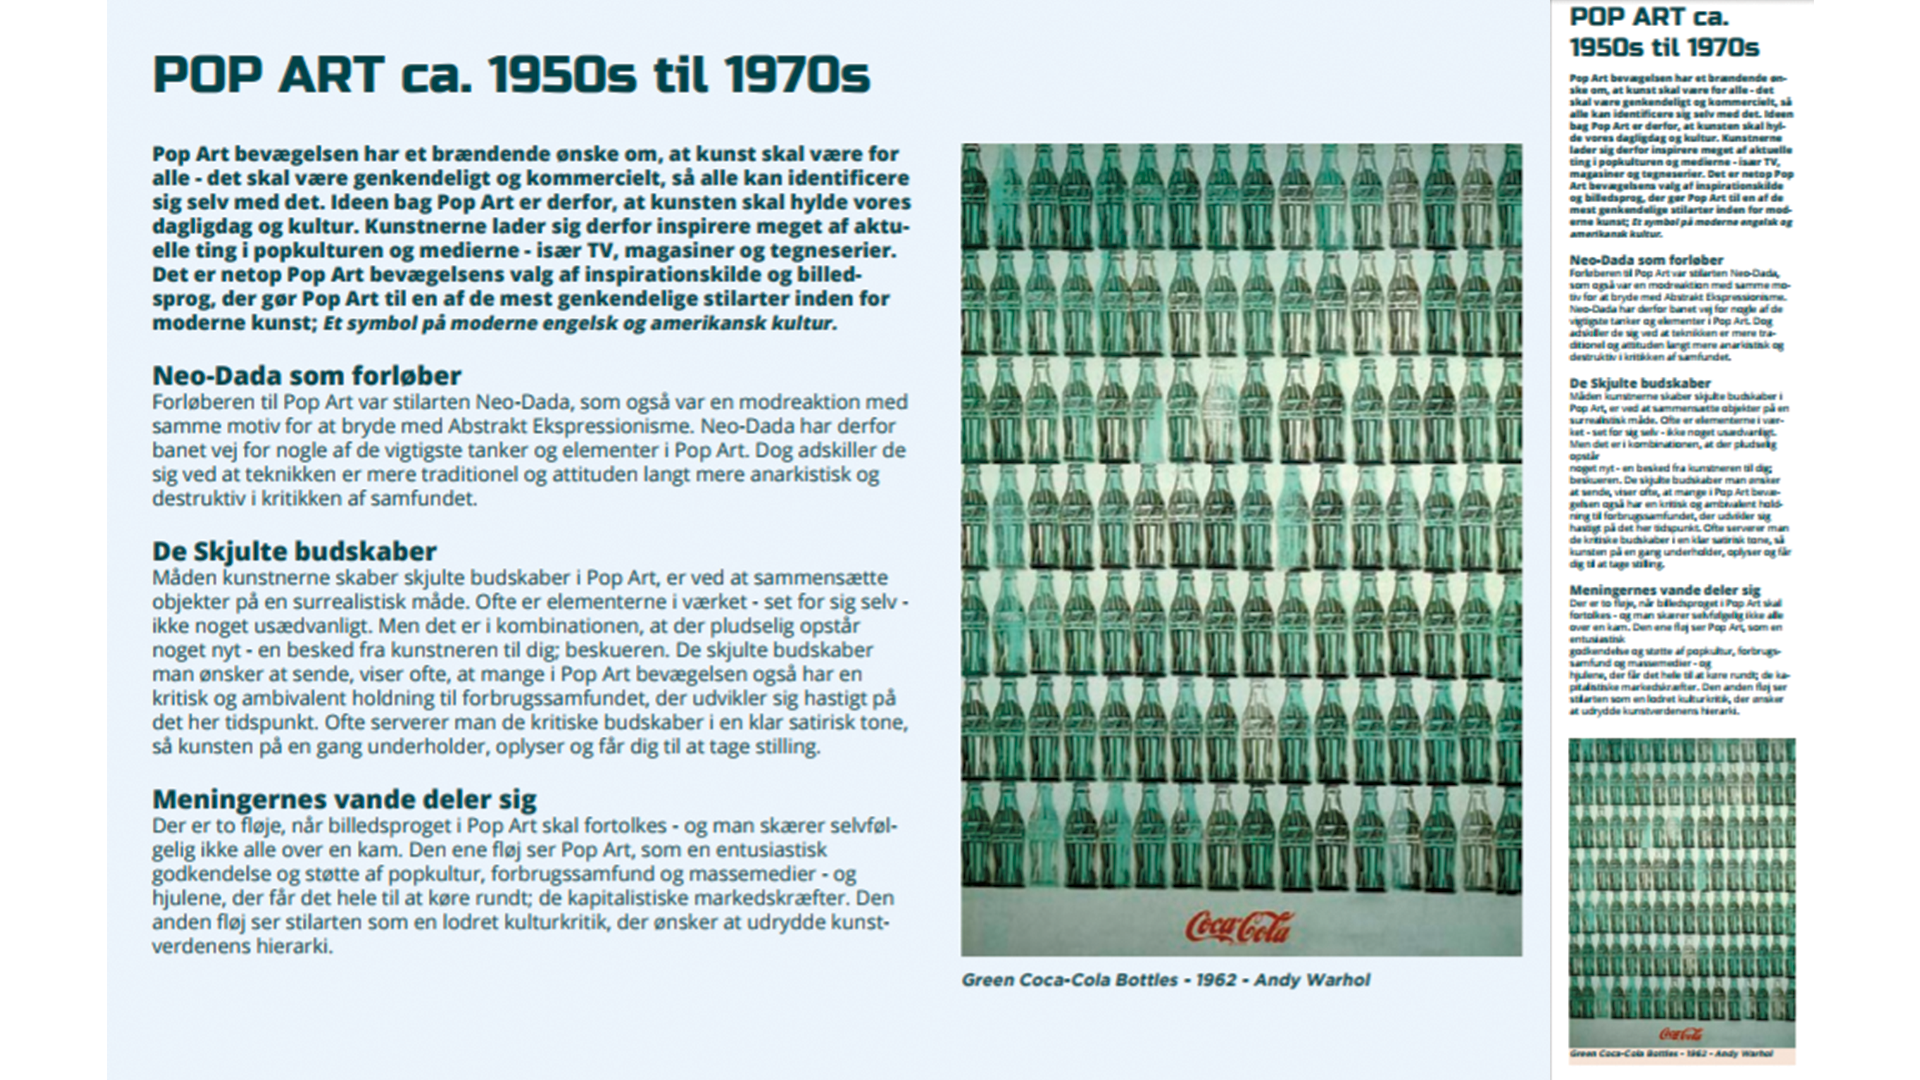 POP ART ca. 1950s til 1970s
Pop Art bevægelsen har et brændende ønske om, at kunst skal være for
alle - det skal være genkendeligt og kommercielt, så alle kan identificere
sig selv med det. Ideen bag Pop Art er derfor, at kunsten skal hylde vores
dagligdag og kultur. Kunstnerne lader sig derfor inspirere meget af aktu-
elle ting i popkulturen og medierne - især TV, magasiner og tegneserier.
Det er netop Pop Art bevægelsens valg af inspirationskilde og billed-
sprog, der gør Pop Art til en af de mest genkendelige stilarter inden for
moderne kunst; Et symbol på moderne engelsk og amerikansk kultur.
Neo-Dada som forløber
Forløberen til Pop Art var stilarten Neo-Dada, som også var en modreaktion med
samme motiv for at bryde med Abstrakt Ekspressionisme. Neo-Dada har derfor
banet vej for nogle af de vigtigste tanker og elementer i Pop Art. Dog adskiller de
sig ved at teknikken er mere traditionel og attituden langt mere anarkistisk og
destruktiv i kritikken af samfundet.
De Skjulte budskaber
Måden kunstnerne skaber skjulte budskaber i Pop Art, er ved at sammensætte
objekter på en surrealistisk måde. Ofte er elementerne i værket - set for sig selv -
ikke noget usædvanligt. Men det er i kombinationen, at der pludselig opstår
noget nyt - en besked fra kunstneren til dig; beskueren. De skjulte budskaber
man ønsker at sende, viser ofte, at mange i Pop Art bevægelsen også har en
kritisk og ambivalent holdning til forbrugssamfundet, der udvikler sig hastigt på
det her tidspunkt. Ofte serverer man de kritiske budskaber i en klar satirisk tone,
så kunsten på en gang underholder, oplyser og får dig til at tage stilling.
Meningernes vande deler sig
Der er to fløje, når billedsproget i Pop Art skal fortolkes - og man skærer selvføl-
gelig ikke alle over en kam. Den ene fløj ser Pop Art, som en entusiastisk
godkendelse og støtte af popkultur, forbrugssamfund og massemedier - og
hjulene, der får det hele til at køre rundt; de kapitalistiske markedskræfter. Den
anden fløj ser stilarten som en lodret kulturkritik, der ønsker at udrydde kunst-
verdenens hierarki.
Coca-Cola
Green Coca-Cola Bottles - 1962 - Andy Warhol
POP ART ca.
1950s til 1970s
Pop Art bevægelsen har et brændende øn-
ske om, at kunst skal være for alle - det
skal være genkendeligt og kommercielt, så
alle kan identificere sig selv med det. Ideen
bag Pop Art er derfor, at kunsten skal hyl-
de vores dagligdag og kultur. Kunstnerne
lader sig derfor inspirere meget af aktuelle
ting i popkulturen og medierne - især TV,
magasiner og tegneserier. Det er netop Pop
Art bevægelsens valg af inspirationskilde
og billedsprog, der gør Pop Art til en af de
mest genkendelige stilarter inden for mod-
erne kunst; Et symbol på moderne engelsk og
amerikansk kultur.
Neo-Dada som forløber
Forløberen til Pop Art var stilarten Neo-Dada,
som også var en modreaktion med samme mo-
tiv for at bryde med Abstrakt Ekspressionisme.
Neo-Dada har derfor banet vej for nogle af de
vigtigste tanker og elementer i Pop Art. Dog
adskiller de sig ved at teknikken er mere tra-
ditionel og attituden langt mere anarkistisk og
destruktiv i kritikken af samfundet.
De Skjulte budskaber
Måden kunstnerne skaber skjulte budskaber i
Pop Art, er ved at sammensætte objekter på en
surrealistisk måde. Ofte er elementerne i vær-
ket - set for sig selv - ikke noget usædvanligt.
Men det er i kombinationen, at der pludselig
opstår
noget nyt - en besked fra kunstneren til dig;
beskueren. De skjulte budskaber man ønsker
at sende, viser ofte, at mange i Pop Art bevæ-
gelsen også har en kritisk og ambivalent hold-
ning til forbrugssamfundet, der udvikler sig
hastigt på det her tidspunkt. Ofte serverer man
de kritiske budskaber i en klar satirisk tone, så
kunsten på en gang underholder, oplyser og får
dig til at tage stilling.
Meningernes vande deler sig
Der er to fløje, når billedsproget i Pop Art skal
fortolkes - og man skærer selvfølgelig ikke alle
over en kam. Den ene fløj ser Pop Art, som en
entusiastisk
godkendelse og støtte af popkultur, forbrugs-
samfund og massemedier - og
hjulene, der får det hele til at køre rundt; de ka-
pitalistiske markedskræfter. Den anden fløj ser
stilarten som en lodret kulturkritik, der ønsker
at udrydde kunstverdenens hierarki.
Coca-Cola
Green Coca-Cola Bottles - 1962 - Andy Warhol